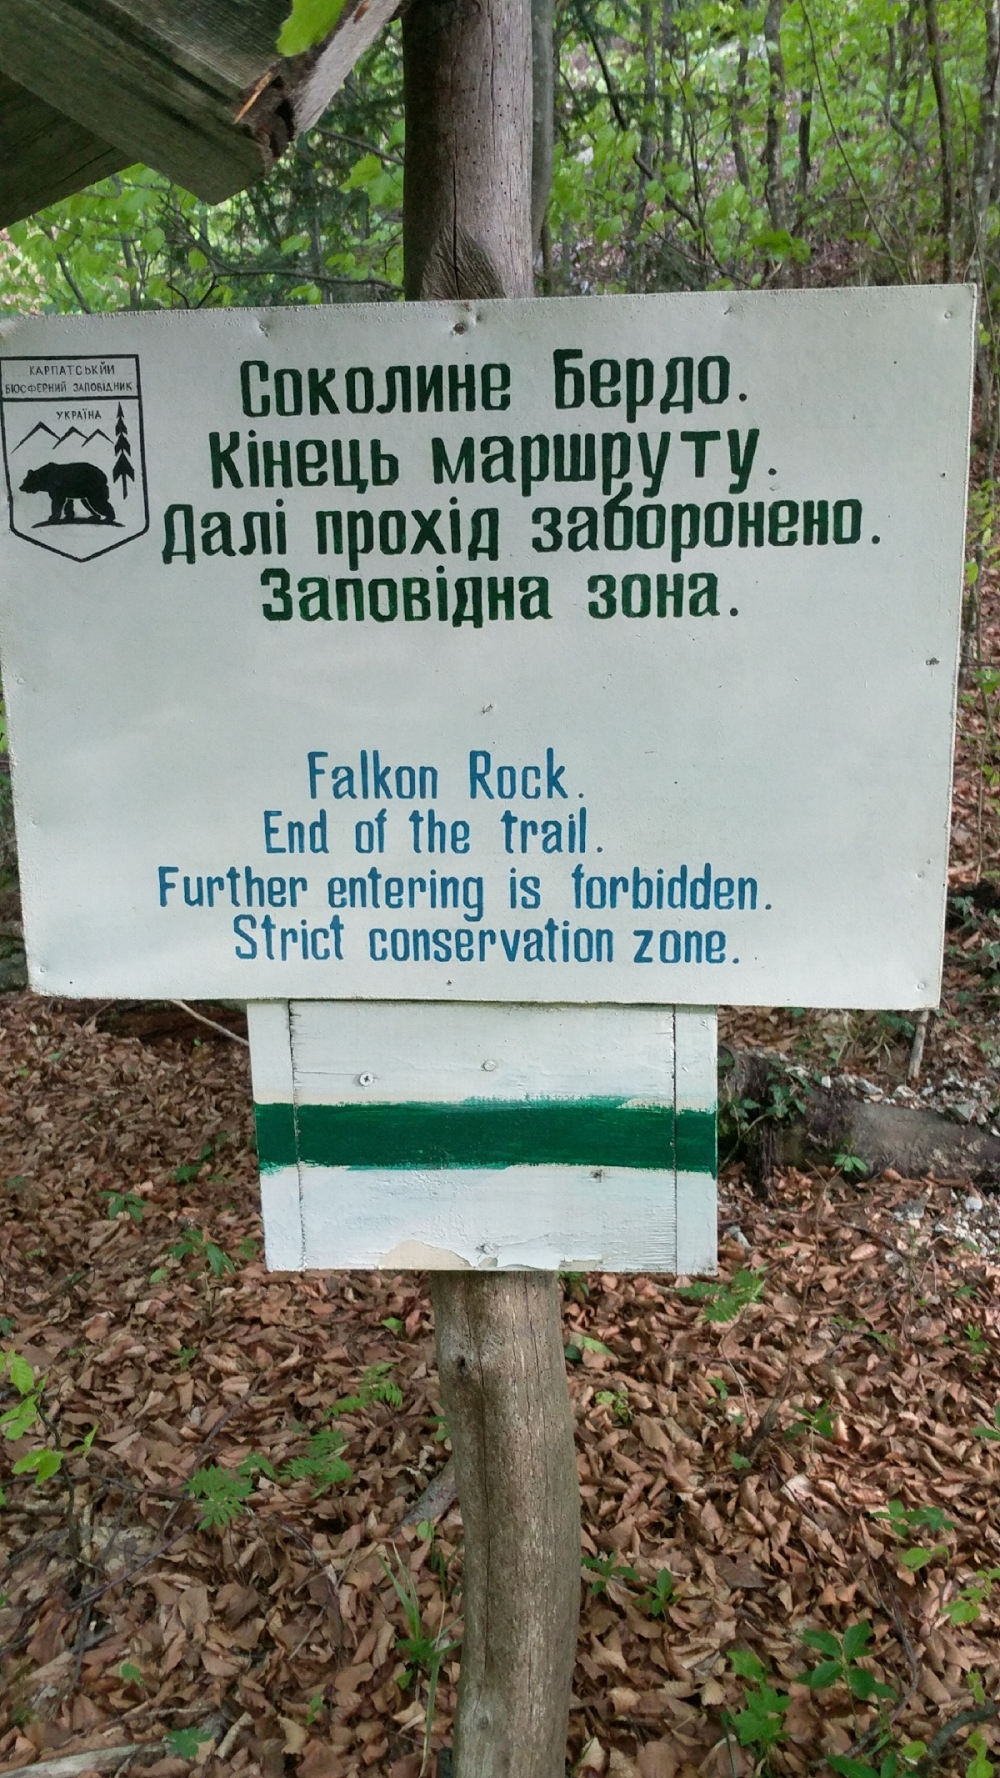 КАРПАТСЬКИЙ
БІОСФЕРНИЙ ЗАПОВІДНИК
УКРАЇНА
Соколине Бердо.
Кінець маршруту.
Далі прохід заборонено.
Заповідна зона.
Falkon Rock.
End of the trail.
Further entering is forbidden.
Strict conservation zone.